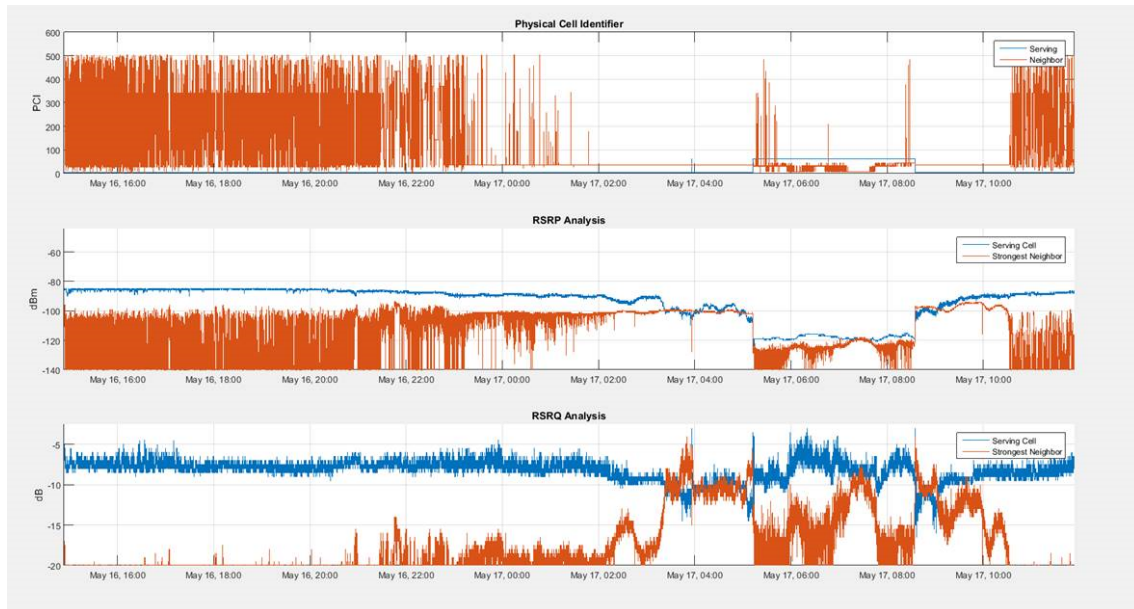 Physical Cell Identifier
600
500
400
300
200
100
0
PCI
Serving
Neighbor
May 16, 16:00 May 16, 18:00 May 16, 20:00 May 16, 22:00 May 17, 00:00 May 17, 02:00 May 17, 04:00 May 17, 06:00 May 17, 08:00 May 17, 10:00
RSRP Analysis
-60
-80
-100
-120
-140
dBm
Serving Cell
Strongest Neighbor
May 16, 16:00 May 16, 18:00 May 16, 20:00 May 16, 22:00 May 17, 00:00 May 17, 02:00 May 17, 04:00 May 17, 06:00 May 17, 08:00 May 17, 10:00
RSRQ Analysis
-5
-10
-15
-20
dB
Serving Cell
Strongest Neighbor
May 16, 16:00 May 16, 18:00 May 16, 20:00 May 16, 22:00 May 17, 00:00 May 17, 02:00 May 17, 04:00 May 17, 06:00 May 17, 08:00 May 17, 10:00